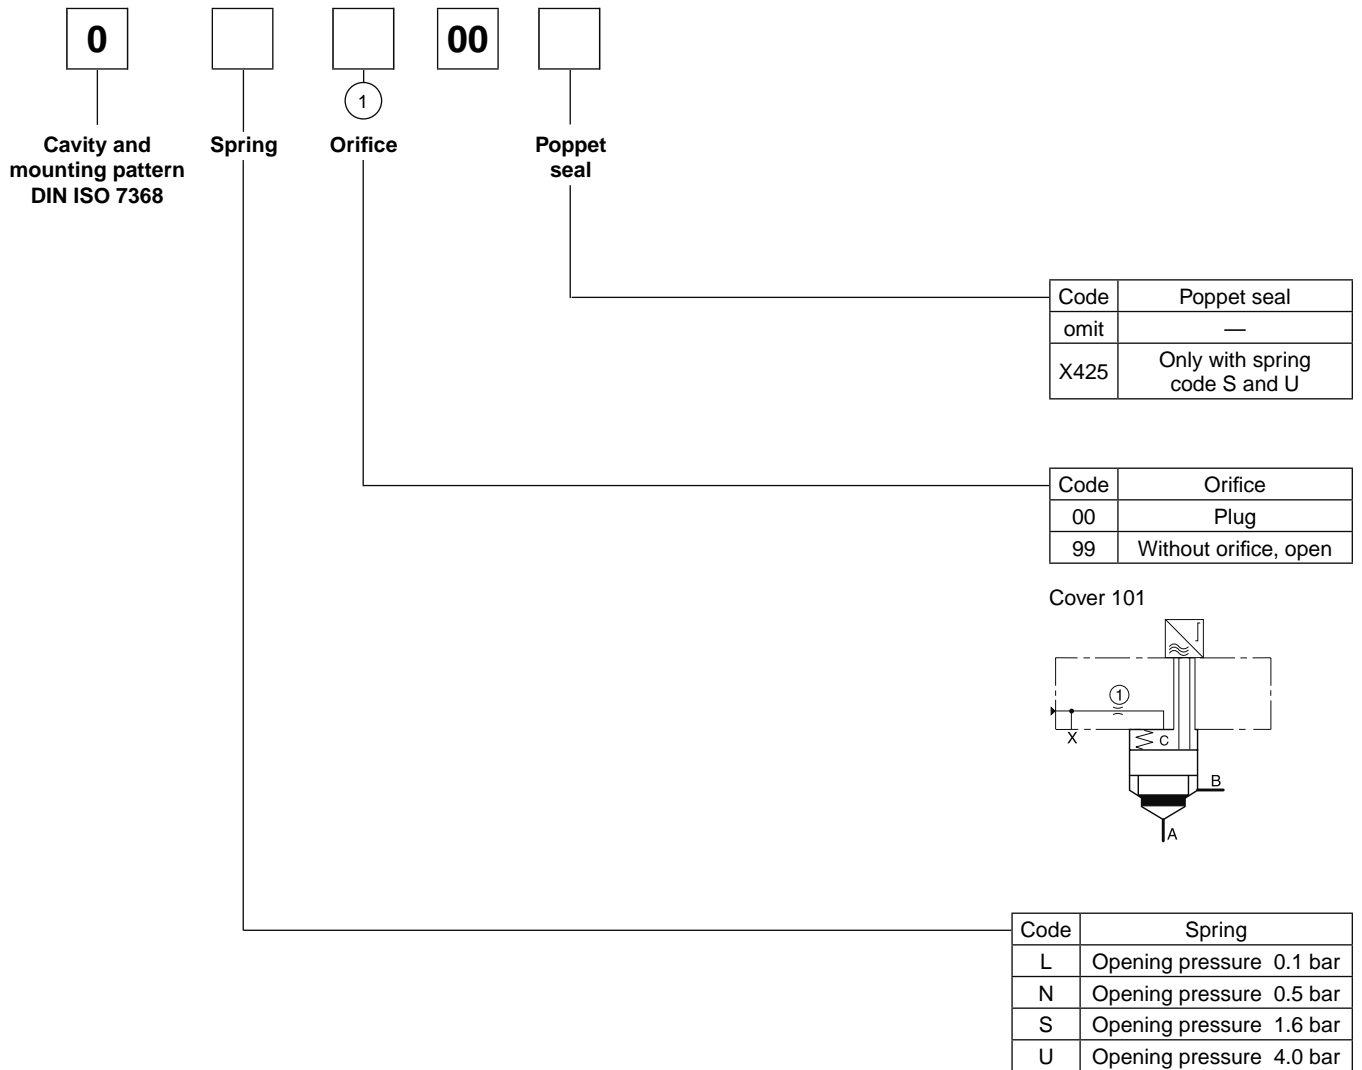 0 00
1
Cavity and
mounting pattern
DIN ISO 7368
Spring
Orifice
Poppet
seal
Code Poppet seal
omit —
X425 Only with spring
code S and U
Code Orifice
00 Plug
99 Without orifice, open
Cover 101
1
X
C
B
A
Code Spring
L Opening pressure 0.1 bar
N Opening pressure 0.5 bar
S Opening pressure 1.6 bar
U Opening pressure 4.0 bar